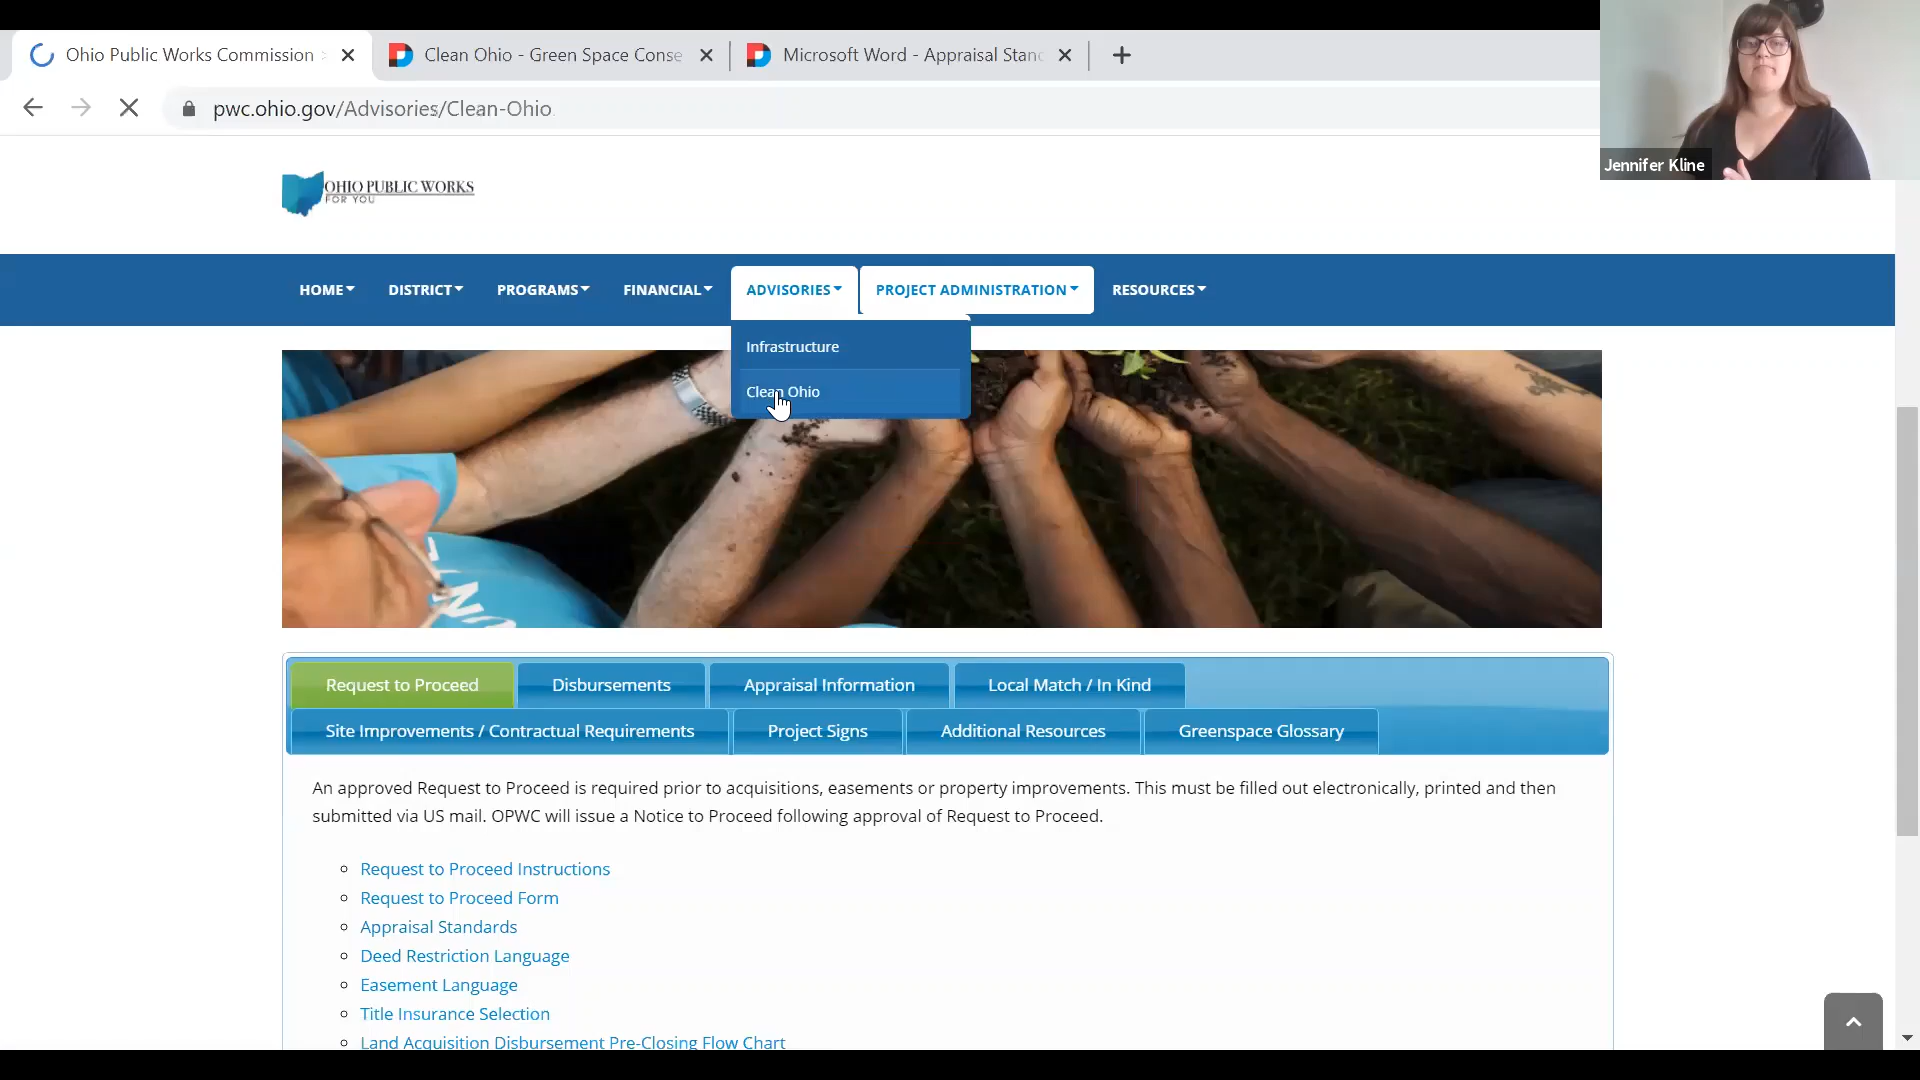 Ohio Public Works Commission >
Clean Ohio - Green Space Conse
Microsoft Word - Appraisal Stand
pwc.ohio.gov/Advisories/Clean-Ohio
Jennifer Kline
OHIO PUBLIC WORKS
FOR YOU
HOME
DISTRICT
PROGRAMS
FINANCIAL
ADVISORIES
PROJECT ADMINISTRATION
RESOURCES
Infrastructure
Clean Ohio
Request to Proceed
Disbursements
Appraisal Information
Local Match / In Kind
Site Improvements / Contractual Requirements
Project Signs
Additional Resources
Greenspace Glossary
An approved Request to Proceed is required prior to acquisitions, easements or property improvements. This must be filled out electronically, printed and then
submitted via US mail. OPWC will issue a Notice to Proceed following approval of Request to Proceed.
Request to Proceed Instructions
Request to Proceed Form
Appraisal Standards
Deed Restriction Language
Easement Language
Title Insurance Selection
Land Acquisition Disbursement Pre-Closing Flow Chart